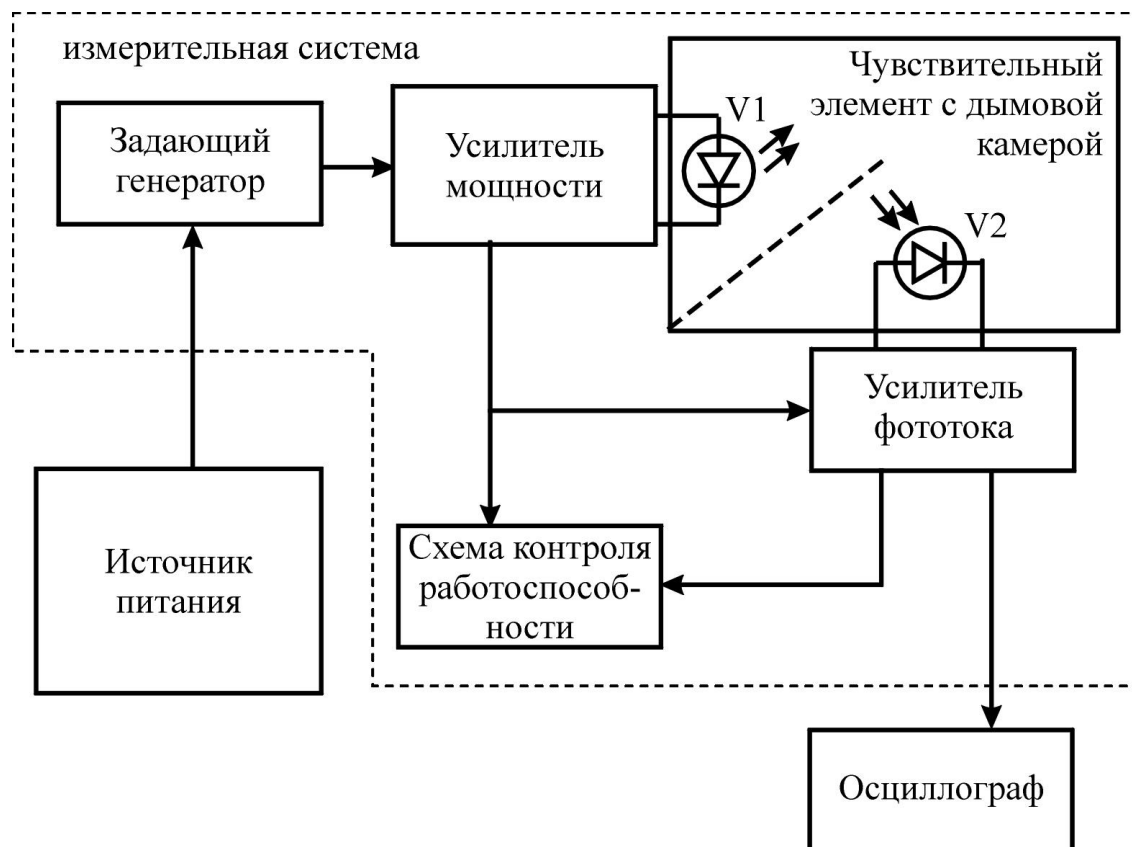 измерительная система
Задающий
генератор
Усилитель
мощности
V1
Чувствительный
элемент с дымовой
камерой
V2
Усилитель
фототока
Источник
питания
Схема контроля
работоспособ-
ности
Осциллограф